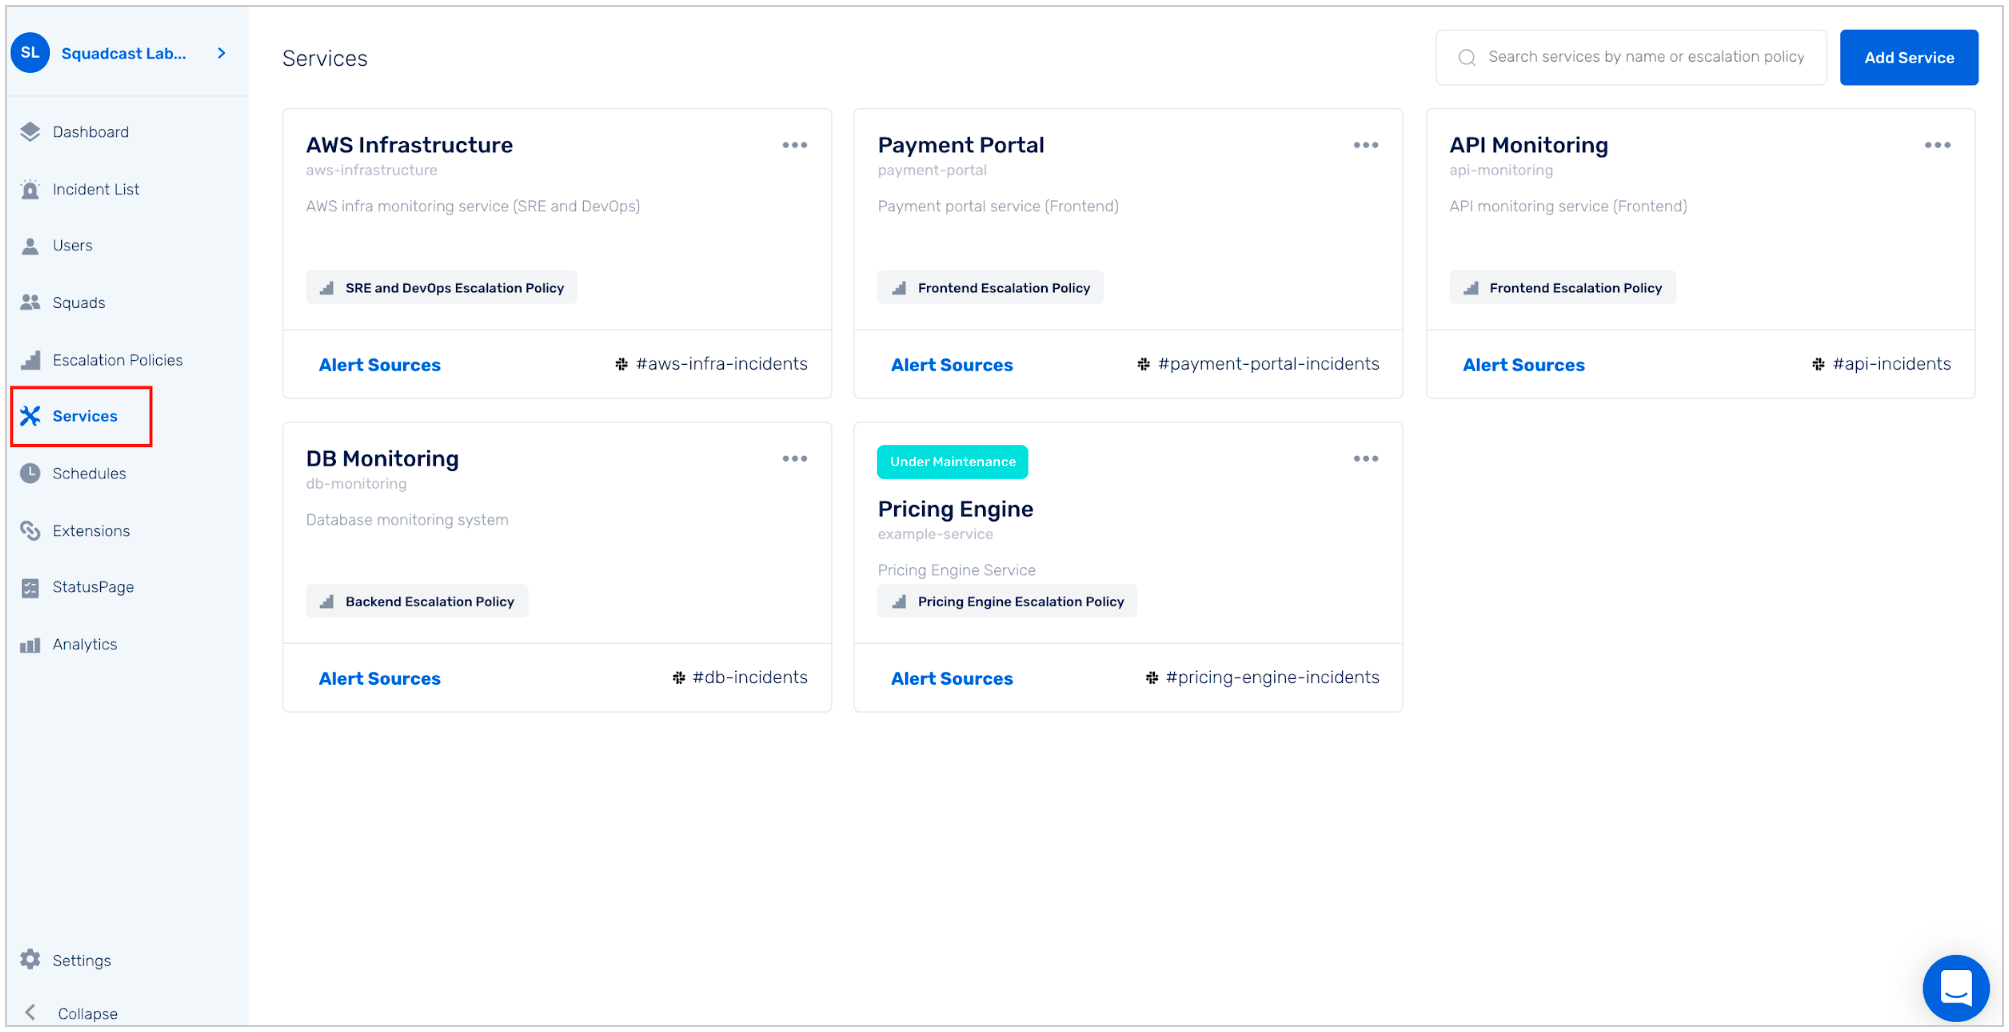 SL
Squadcast Lab...
Dashboard
Incident List
Users
Squads
Escalation Policies
Services
Schedules
Extensions
StatusPage
Analytics
Settings
Collapse
Services
Search services by name or escalation policy
Add Service
AWS Infrastructure
aws-infrastructure
AWS infra monitoring service (SRE and DevOps)
SRE and DevOps Escalation Policy
Alert Sources
#aws-infra-incidents
Payment Portal
payment-portal
Payment portal service (Frontend)
Frontend Escalation Policy
Alert Sources
#payment-portal-incidents
API Monitoring
api-monitoring
API monitoring service (Frontend)
Frontend Escalation Policy
Alert Sources
#api-incidents
DB Monitoring
db-monitoring
Database monitoring system
Backend Escalation Policy
Alert Sources
#db-incidents
Under Maintenance
Pricing Engine
example-service
Pricing Engine Service
Pricing Engine Escalation Policy
Alert Sources
#pricing-engine-incidents